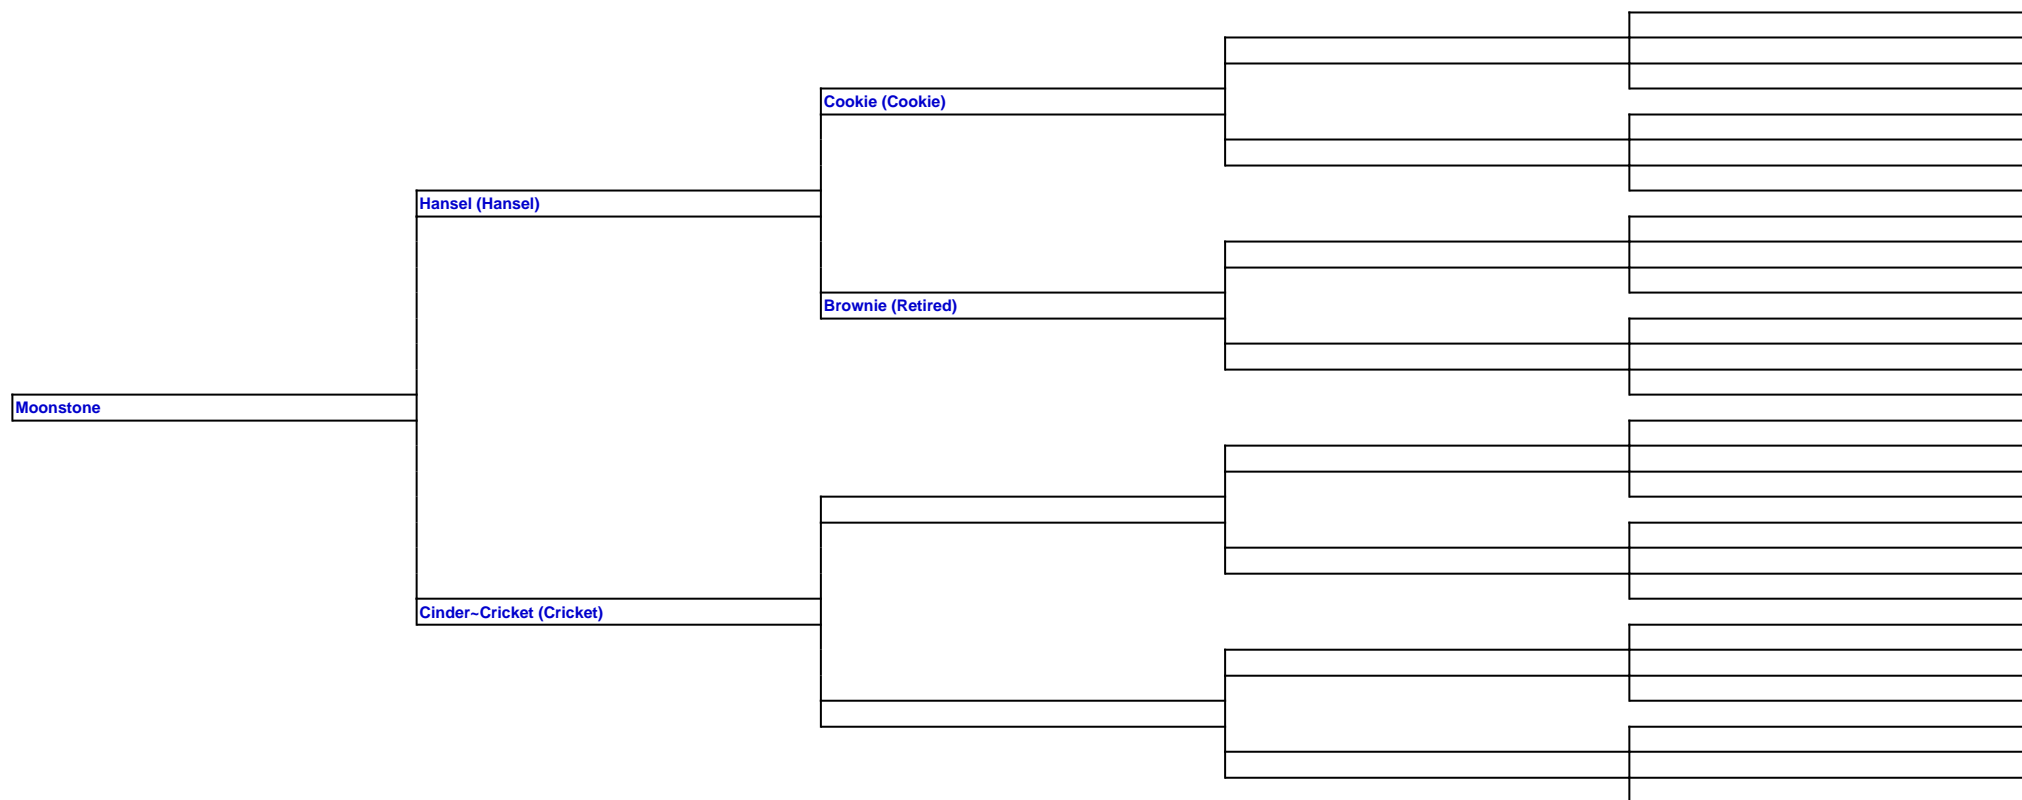 Cookie (Cookie)
Hansel (Hansel)
Brownie (Retired)
Moonstone
Cinder~Cricket (Cricket)